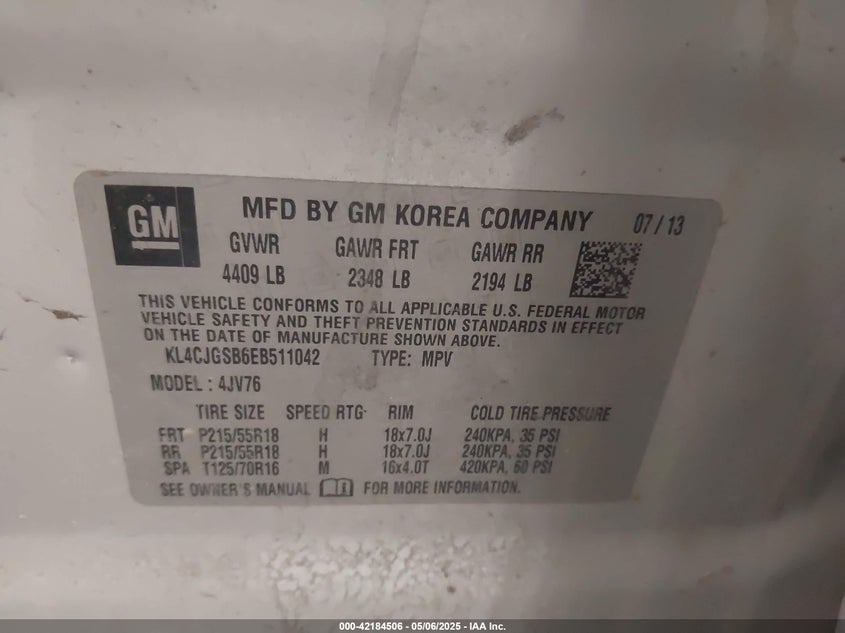 GM MFD BY GM KOREA COMPANY 07/13
GVWR GAWR FRT GAWR RR
4409 LB 2348 LB 2194 LB
THIS VEHICLE CONFORMS TO ALL APPLICABLE U.S. FEDERAL MOTOR
VEHICLE SAFETY AND THEFT PREVENTION STANDARDS IN EFFECT
ON THE DATE OF MANUFACTURE SHOWN ABOVE.
KL4CJGSB6EB511042 TYPE: MPV
MODEL: 4JV76
TIRE SIZE SPEED RTG RIM COLD TIRE PRESSURE
FRT P215/55R18 H 18x7.0J 240KPA, 35 PSI
RR P215/55R18 H 18x7.0J 240KPA, 35 PSI
SPA T125/70R16 M 16x4.0T 420KPA, 60 PSI
SEE OWNER'S MANUAL FOR MORE INFORMATION.
000-42184506 - 05/06/2025 - IAA Inc.